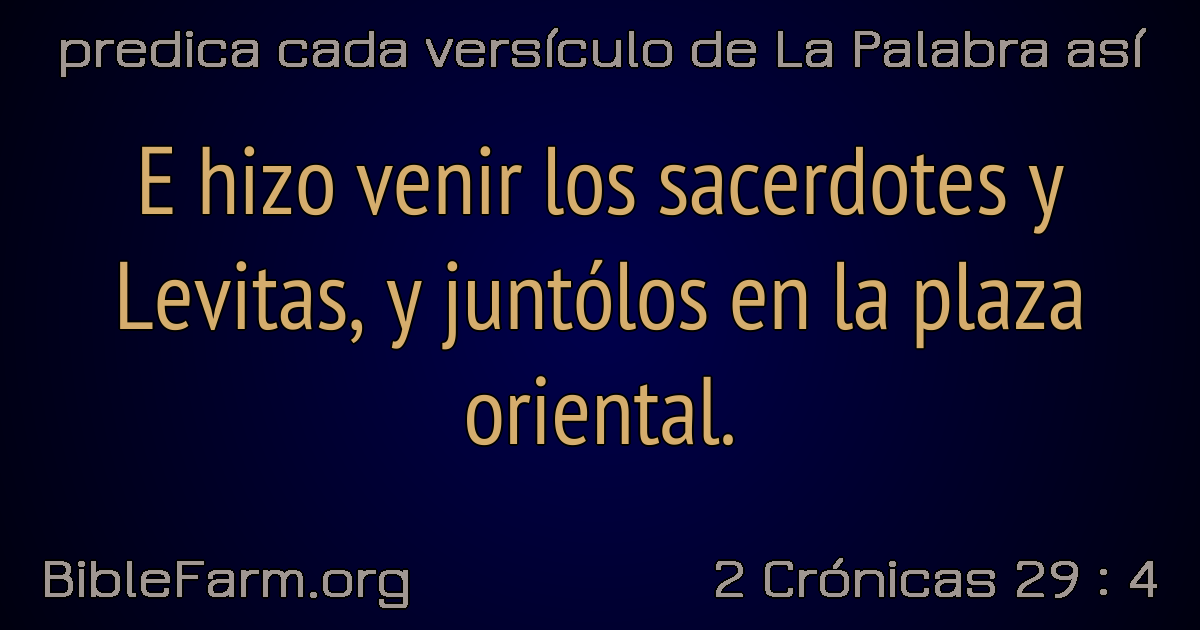 predica cada versículo de La Palabra así
E hizo venir los sacerdotes y
Levitas, y juntólos en la plaza
oriental.
BibleFarm.org
2 Crónicas 29 : 4